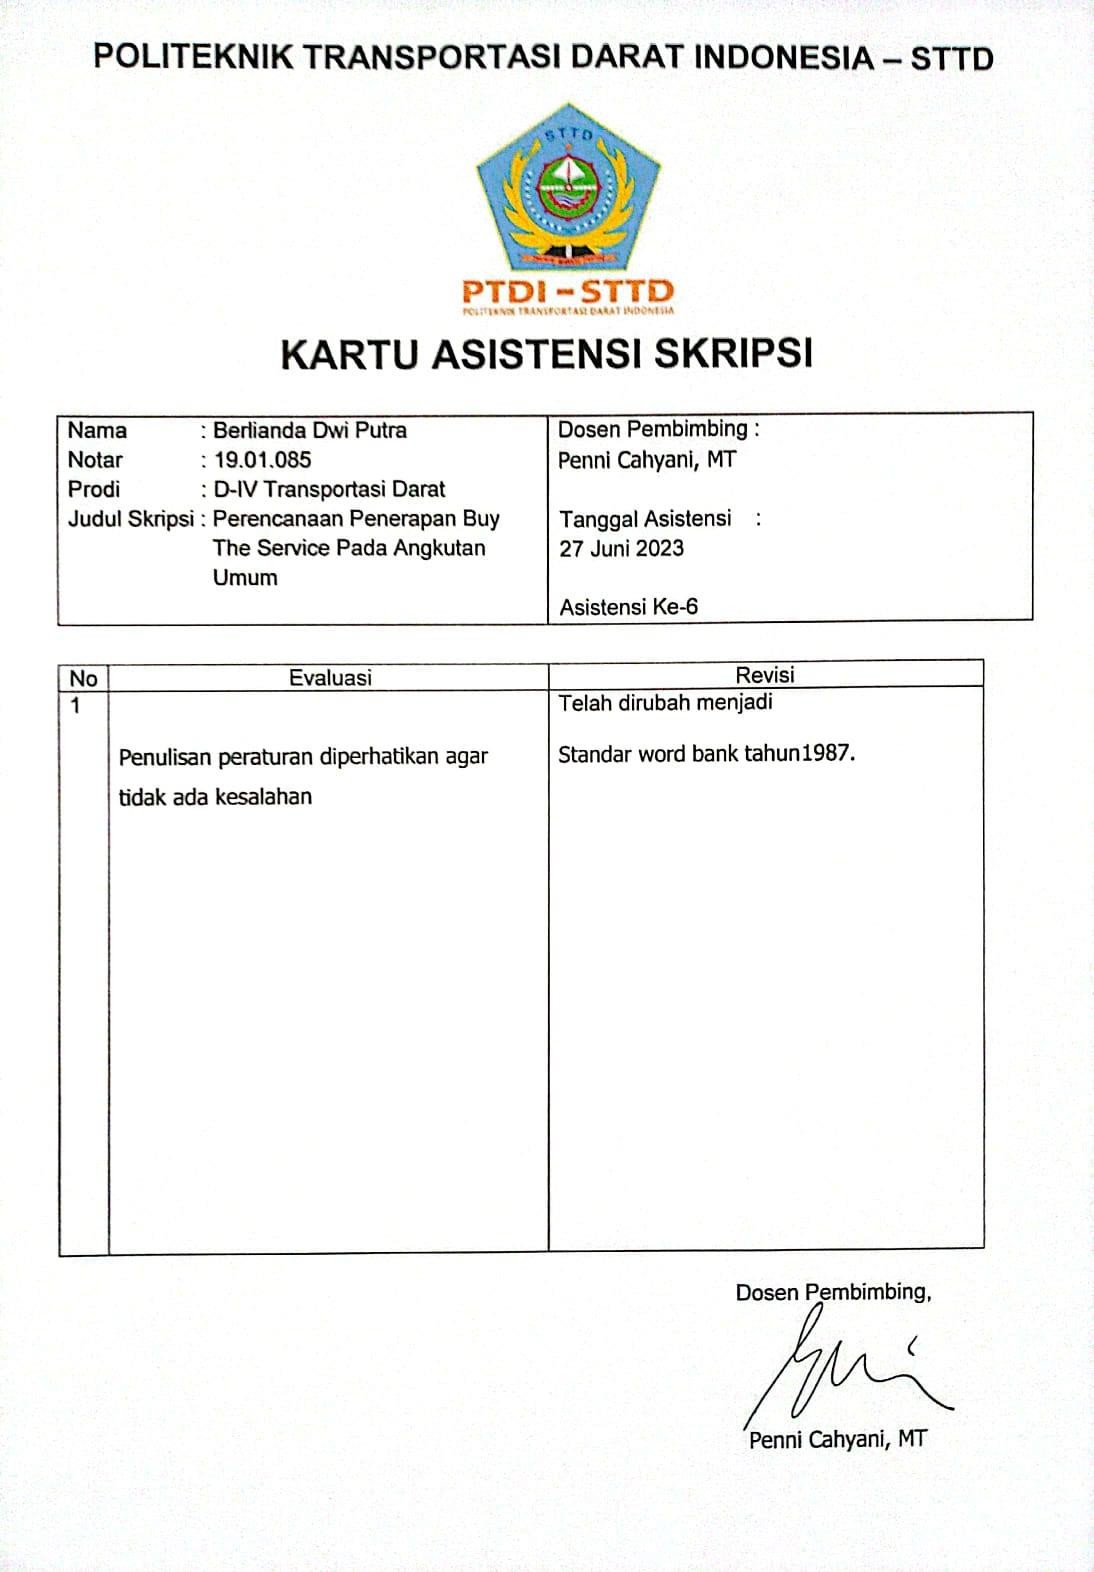 POLITEKNIK TRANSPORTASI DARAT INDONESIA – STTD
STTD
PTDI – STTD
POLITEKNIK TRANSPORTASI DARAT INDONESIA
KARTU ASISTENSI SKRIPSI
Nama : Berlianda Dwi Putra
Notar : 19.01.085
Prodi : D-IV Transportasi Darat
Judul Skripsi : Perencanaan Penerapan Buy
The Service Pada Angkutan
Umum
Dosen Pembimbing :
Penni Cahyani, MT
Tanggal Asistensi :
27 Juni 2023
Asistensi Ke-6
No Evaluasi Revisi
1
Penulisan peraturan diperhatikan agar
tidak ada kesalahan
Telah dirubah menjadi
Standar word bank tahun1987.
Dosen Pembimbing,
Penni Cahyani, MT